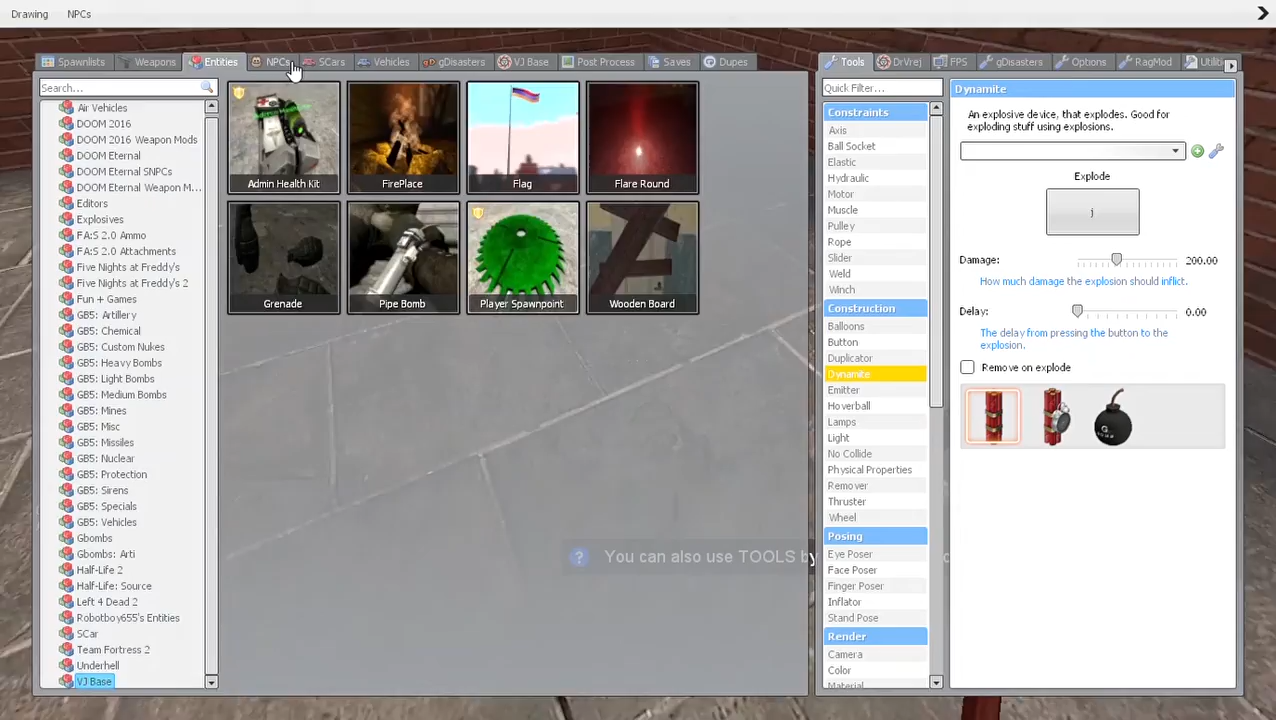 Drawing NPCs
Spawnlists Weapons Entities NPCs SCars Vehicles gDisasters VJ Base Post Process Saves Dupes
Search...
Air Vehicles
DOOM 2016
DOOM 2016 Weapon Mods
DOOM Eternal
DOOM Eternal SNPCs
DOOM Eternal Weapon M...
Editors
Explosives
FA:S 2.0 Ammo
FA:S 2.0 Attachments
Five Nights at Freddy's
Five Nights at Freddy's 2
Fun + Games
GB5: Artillery
GB5: Chemical
GB5: Custom Nukes
GB5: Heavy Bombs
GB5: Light Bombs
GB5: Medium Bombs
GB5: Mines
GB5: Misc
GB5: Missiles
GB5: Nuclear
GB5: Protection
GB5: Sirens
GB5: Specials
GB5: Vehicles
Gbombs
Gbombs: Arti
Half-Life 2
Half-Life: Source
Left 4 Dead 2
Robotboy655's Entities
SCar
Team Fortress 2
Underhell
VJ Base
Admin Health Kit FirePlace Flag Flare Round
Grenade Pipe Bomb Player Spawnpoint Wooden Board
You can also use TOOLS by
Tools DrVrej FPS gDisasters Options RagMod Utilit
Quick Filter...
Constraints
Axis
Ball Socket
Elastic
Hydraulic
Motor
Muscle
Pulley
Rope
Slider
Weld
Winch
Construction
Balloons
Button
Duplicator
Dynamite
Emitter
Hoverball
Lamps
Light
No Collide
Physical Properties
Remover
Thruster
Wheel
Posing
Eye Poser
Face Poser
Finger Poser
Inflator
Stand Pose
Render
Camera
Color
Material
Dynamite
An explosive device, that explodes. Good for
exploding stuff using explosions.
Explode
j
Damage: 200.00
How much damage the explosion should inflict.
Delay: 0.00
The delay from pressing the button to the
explosion.
Remove on explode